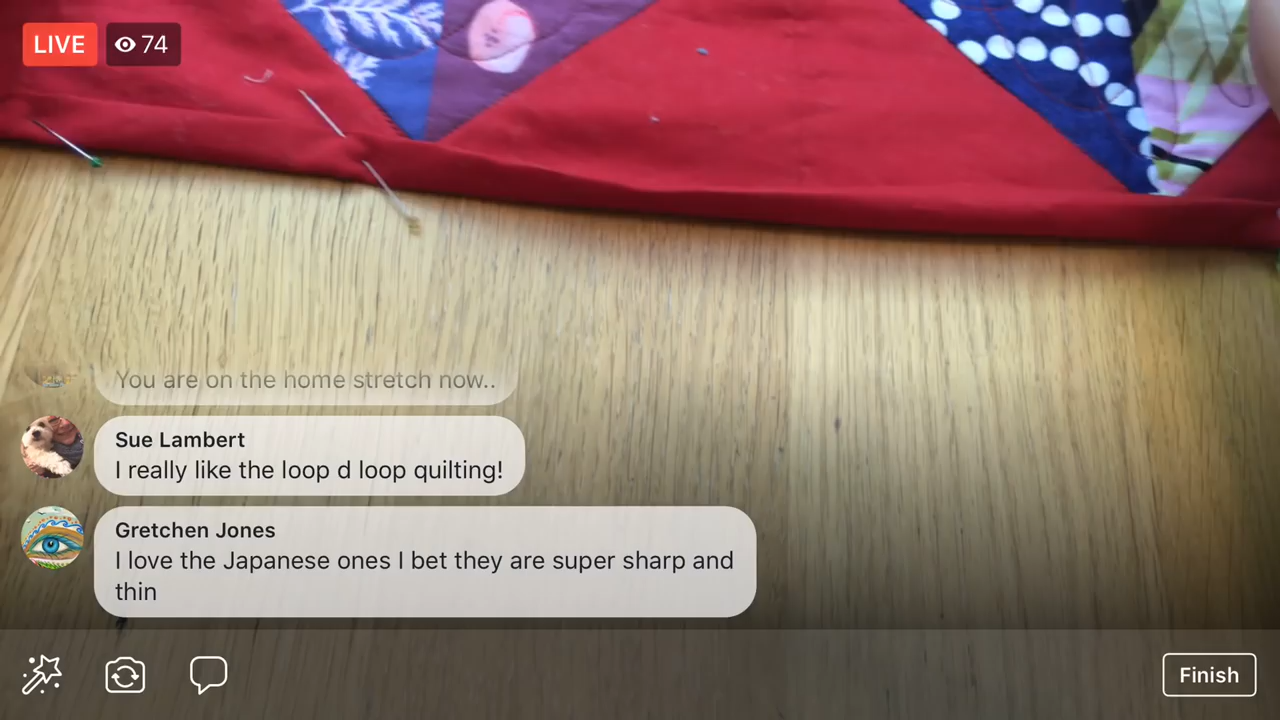 LIVE
74
You are on the home stretch now..
Sue Lambert
I really like the loop d loop quilting!
Gretchen Jones
I love the Japanese ones I bet they are super sharp and
thin
Finish